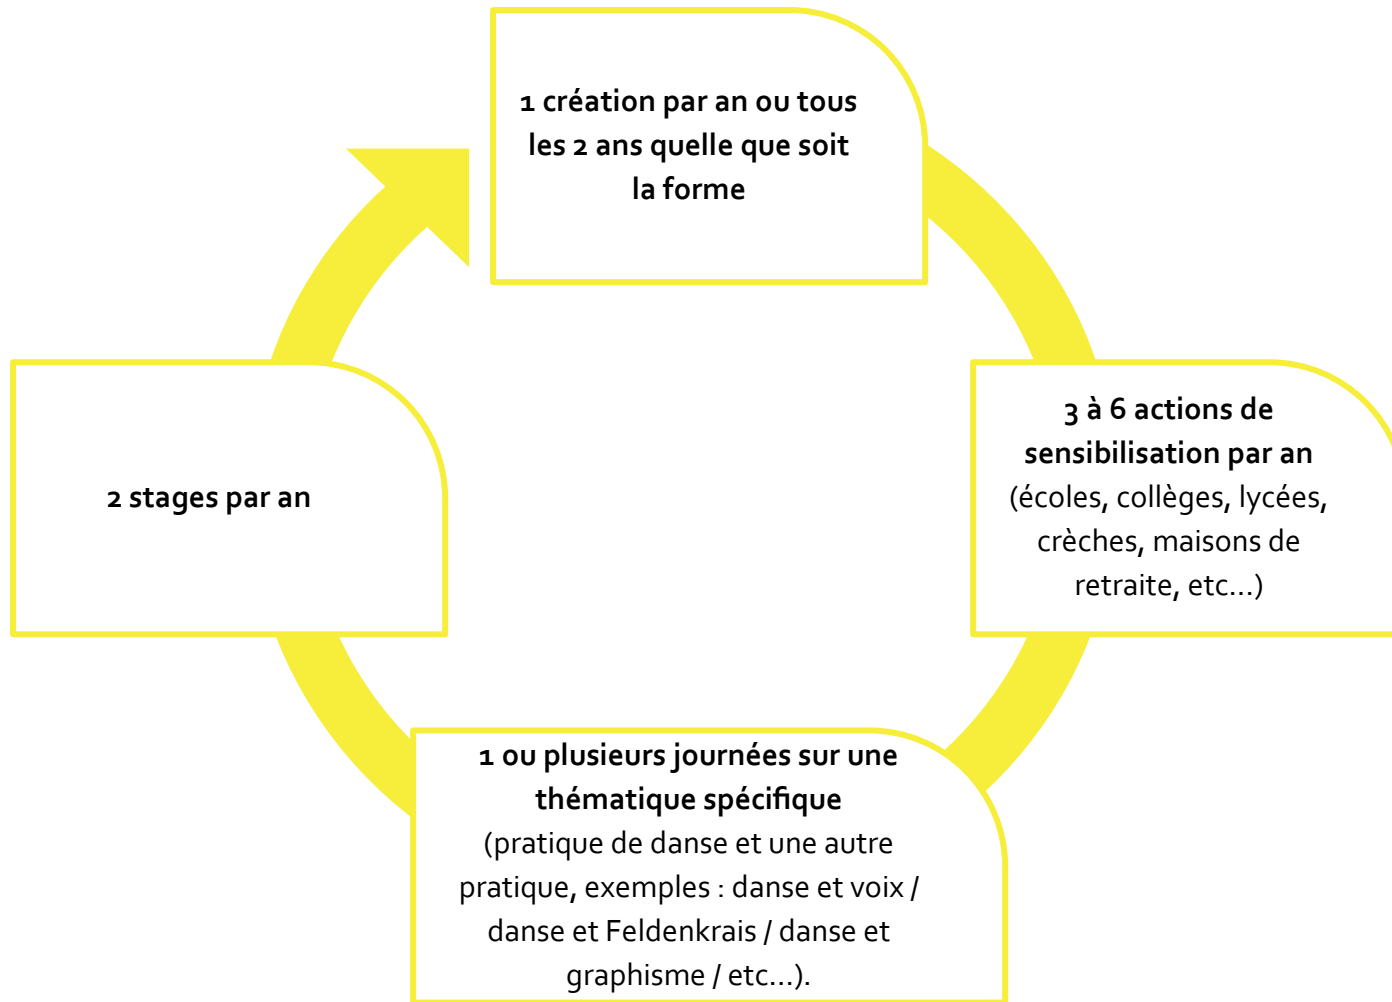 1 création par an ou tous
les 2 ans quelle que soit
la forme
3 à 6 actions de
sensibilisation par an
(écoles, collèges, lycées,
crèches, maisons de
retraite, etc...)
1 ou plusieurs journées sur une
thématique spécifique
(pratique de danse et une autre
pratique, exemples : danse et voix /
danse et Feldenkrais / danse et
graphisme / etc...).
2 stages par an